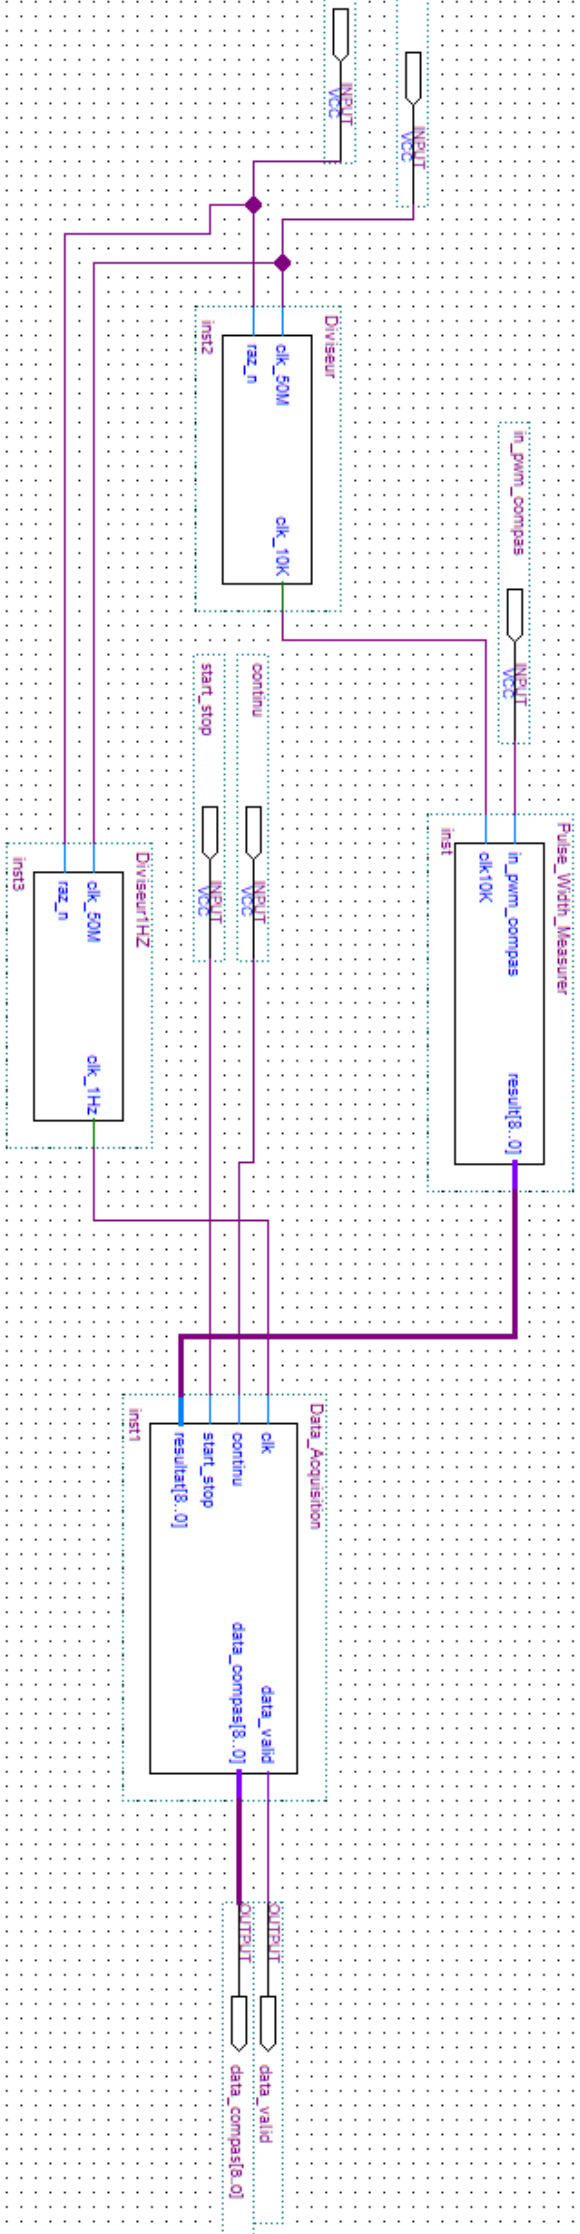 INPUT
VCC
INPUT
VCC
Diviseur
clk_50M
raz_n
clk_10K
inst2
in_pwm_compas
INPUT
VCC
Pulse_Width_Measurer
in_pwm_compas
clk10K
result[8..0]
inst
continu
INPUT
VCC
start_stop
INPUT
VCC
Diviseur1HZ
clk_50M
raz_n
clk_1Hz
inst3
Data_Acquisition
clk
continu
start_stop
resultat[8..0]
data_valid
data_compas[8..0]
inst1
OUTPUT
data_valid
OUTPUT
data_compas[8..0]